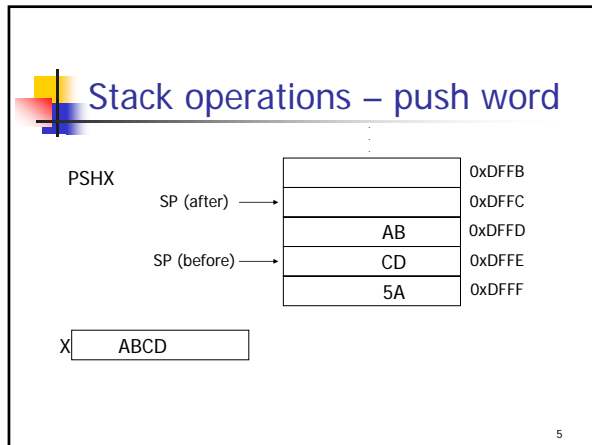 Stack operations – push word
.
.
.
PSHX
0xDFFB
SP (after)
0xDFFC
AB
0xDFFD
SP (before)
CD
0xDFFE
5A
0xDFFF
X
ABCD
5